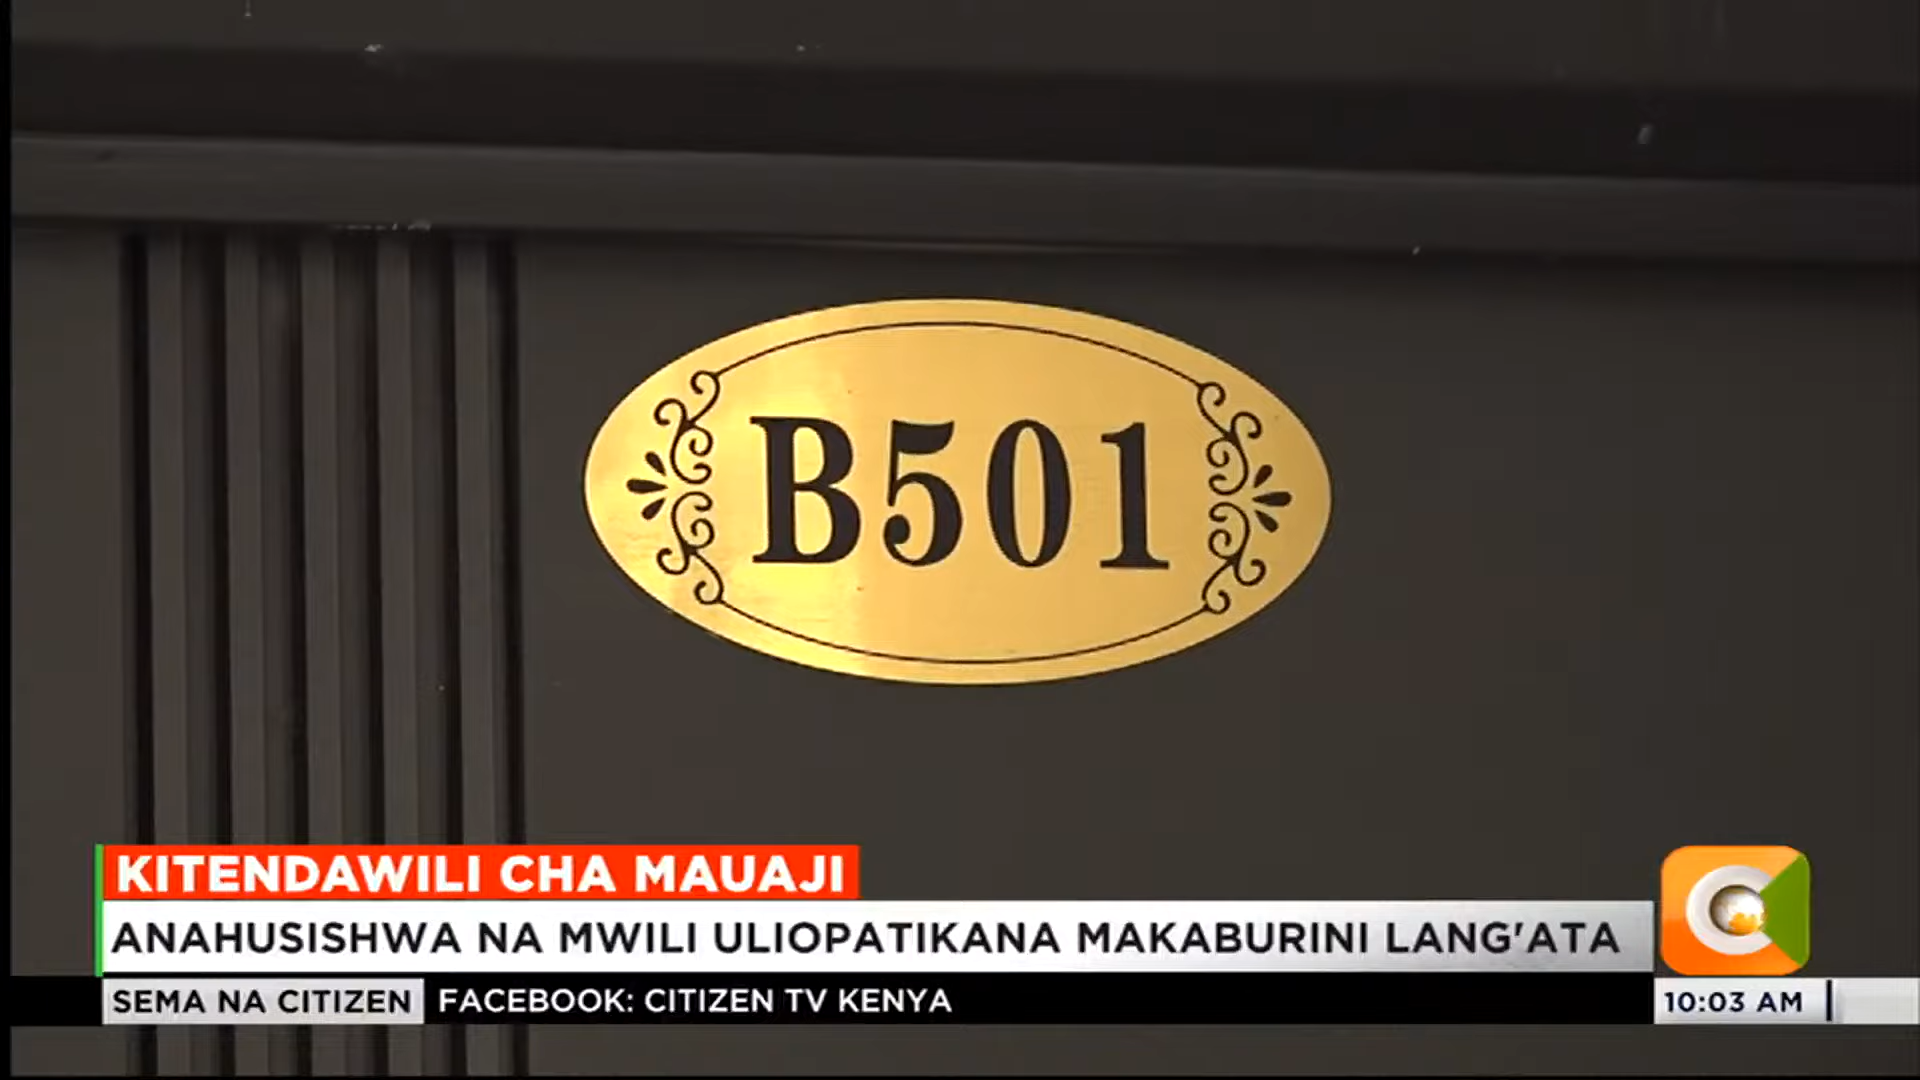 B501
KITENDAWILI CHA MAUAJI
ANAHUSISHWA NA MWILI ULIOPATIKANA MAKABURINI LANG'ATA
SEMA NA CITIZEN FACEBOOK: CITIZEN TV KENYA 10:03 AM